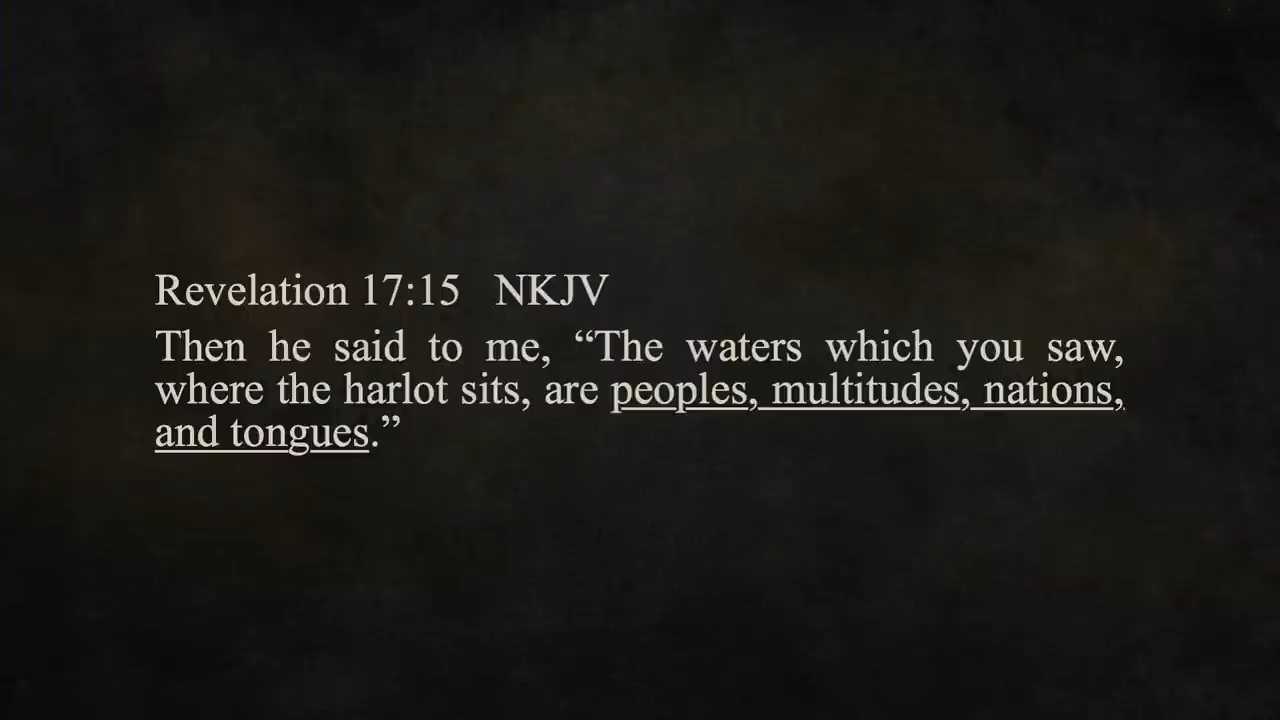 Revelation 17:15 NKJV
Then he said to me, “The waters which you saw,
where the harlot sits, are peoples, multitudes, nations,
and tongues.”